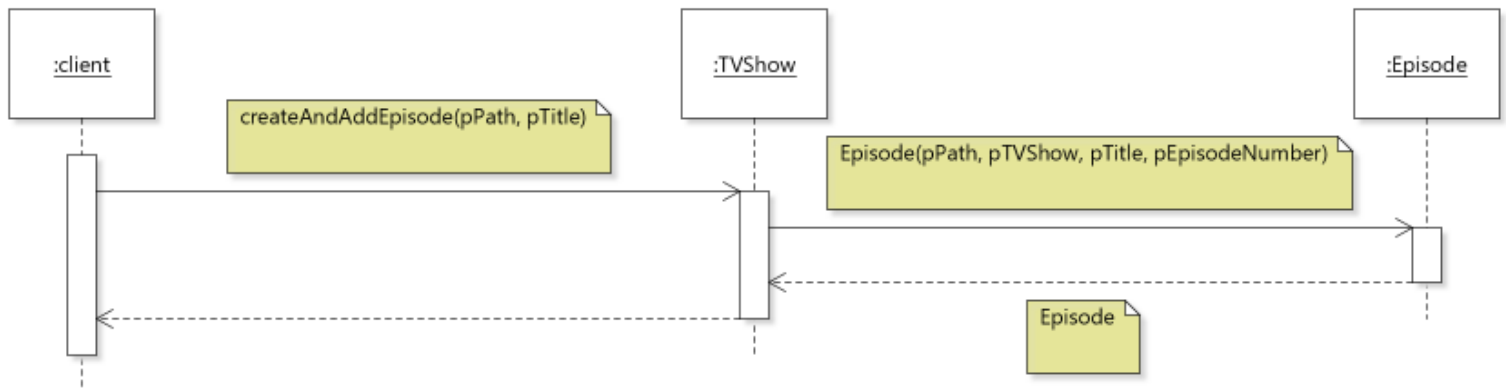 :client
:TVShow
:Episode
createAndAddEpisode(pPath, pTitle)
Episode(pPath, pTVShow, pTitle, pEpisodeNumber)
Episode